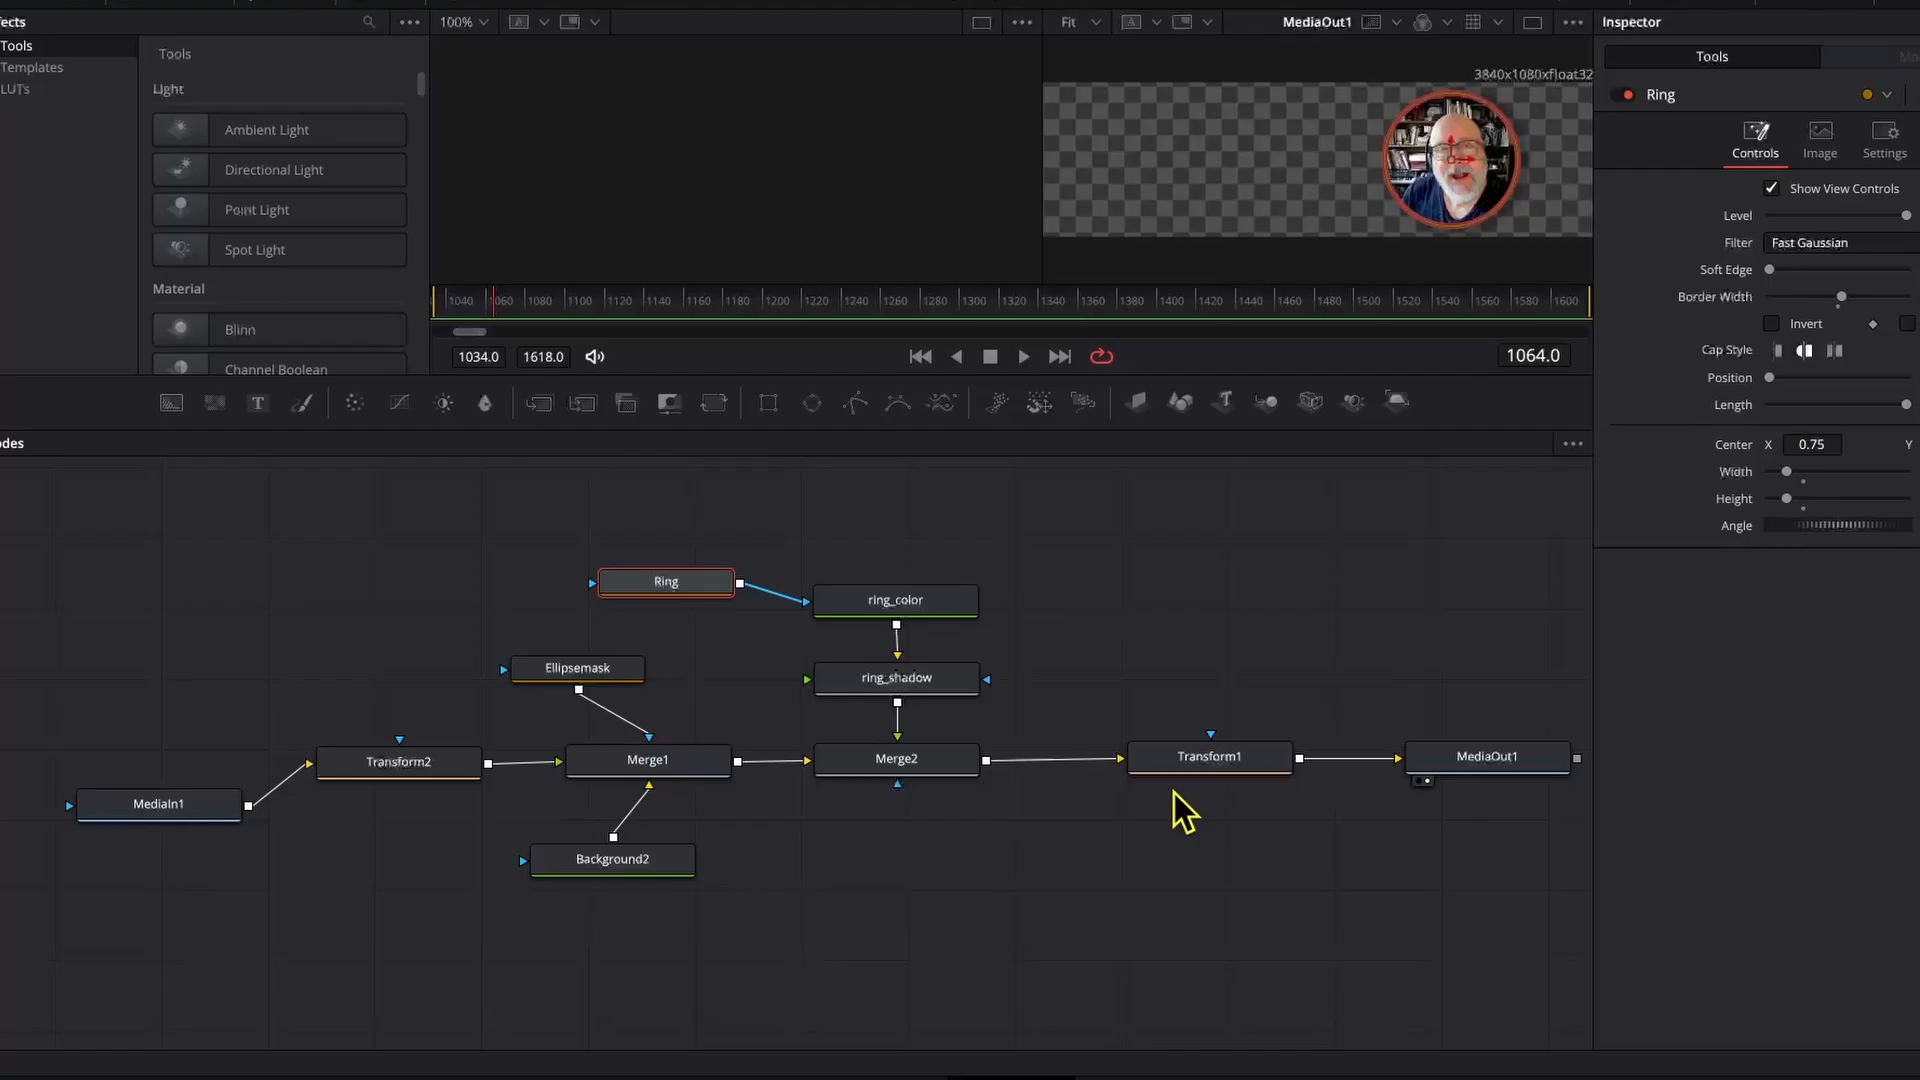 ffects
Tools
Templates
LUTs
Tools
Light
Ambient Light
Directional Light
Point Light
Spot Light
Material
Blinn
Channel Boolean
100%
Fit
MediaOut1
3840x1080xfloat32
1040 1060 1080 1100 1120 1140 1160 1180 1200 1220 1240 1260 1280 1300 1320 1340 1360 1380 1400 1420 1440 1460 1480 1500 1520 1540 1560 1580 1600
1034.0 1618.0 1064.0
T
odes
Ring
ring_color
Ellipsemask
ring_shadow
Transform2
Merge1
Merge2
Transform1
MediaOut1
MediaIn1
Background2
Inspector
Tools
Ring
Controls Image Settings
Show View Controls
Level
Filter Fast Gaussian
Soft Edge
Border Width
Invert
Cap Style
Position
Length
Center X 0.75 Y
Width
Height
Angle